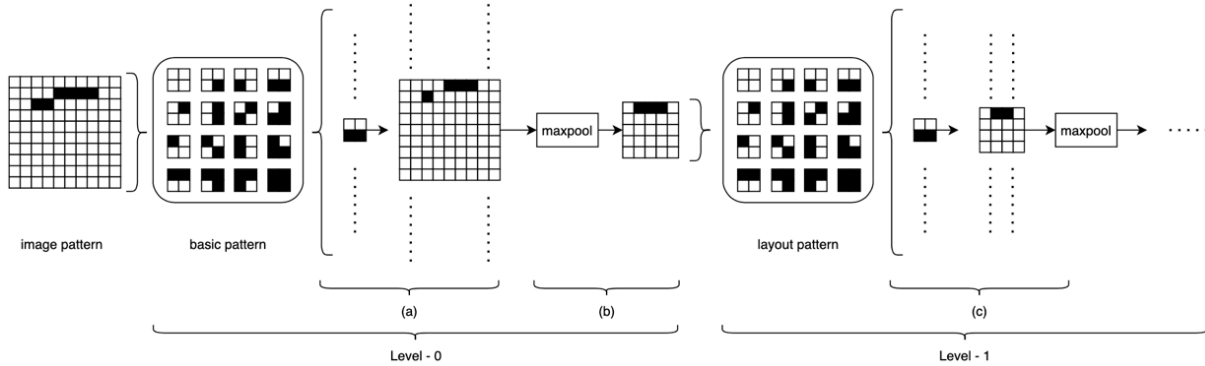 maxpool
maxpool
image pattern
basic pattern
layout pattern
(a)
(b)
(c)
Level - 0
Level - 1